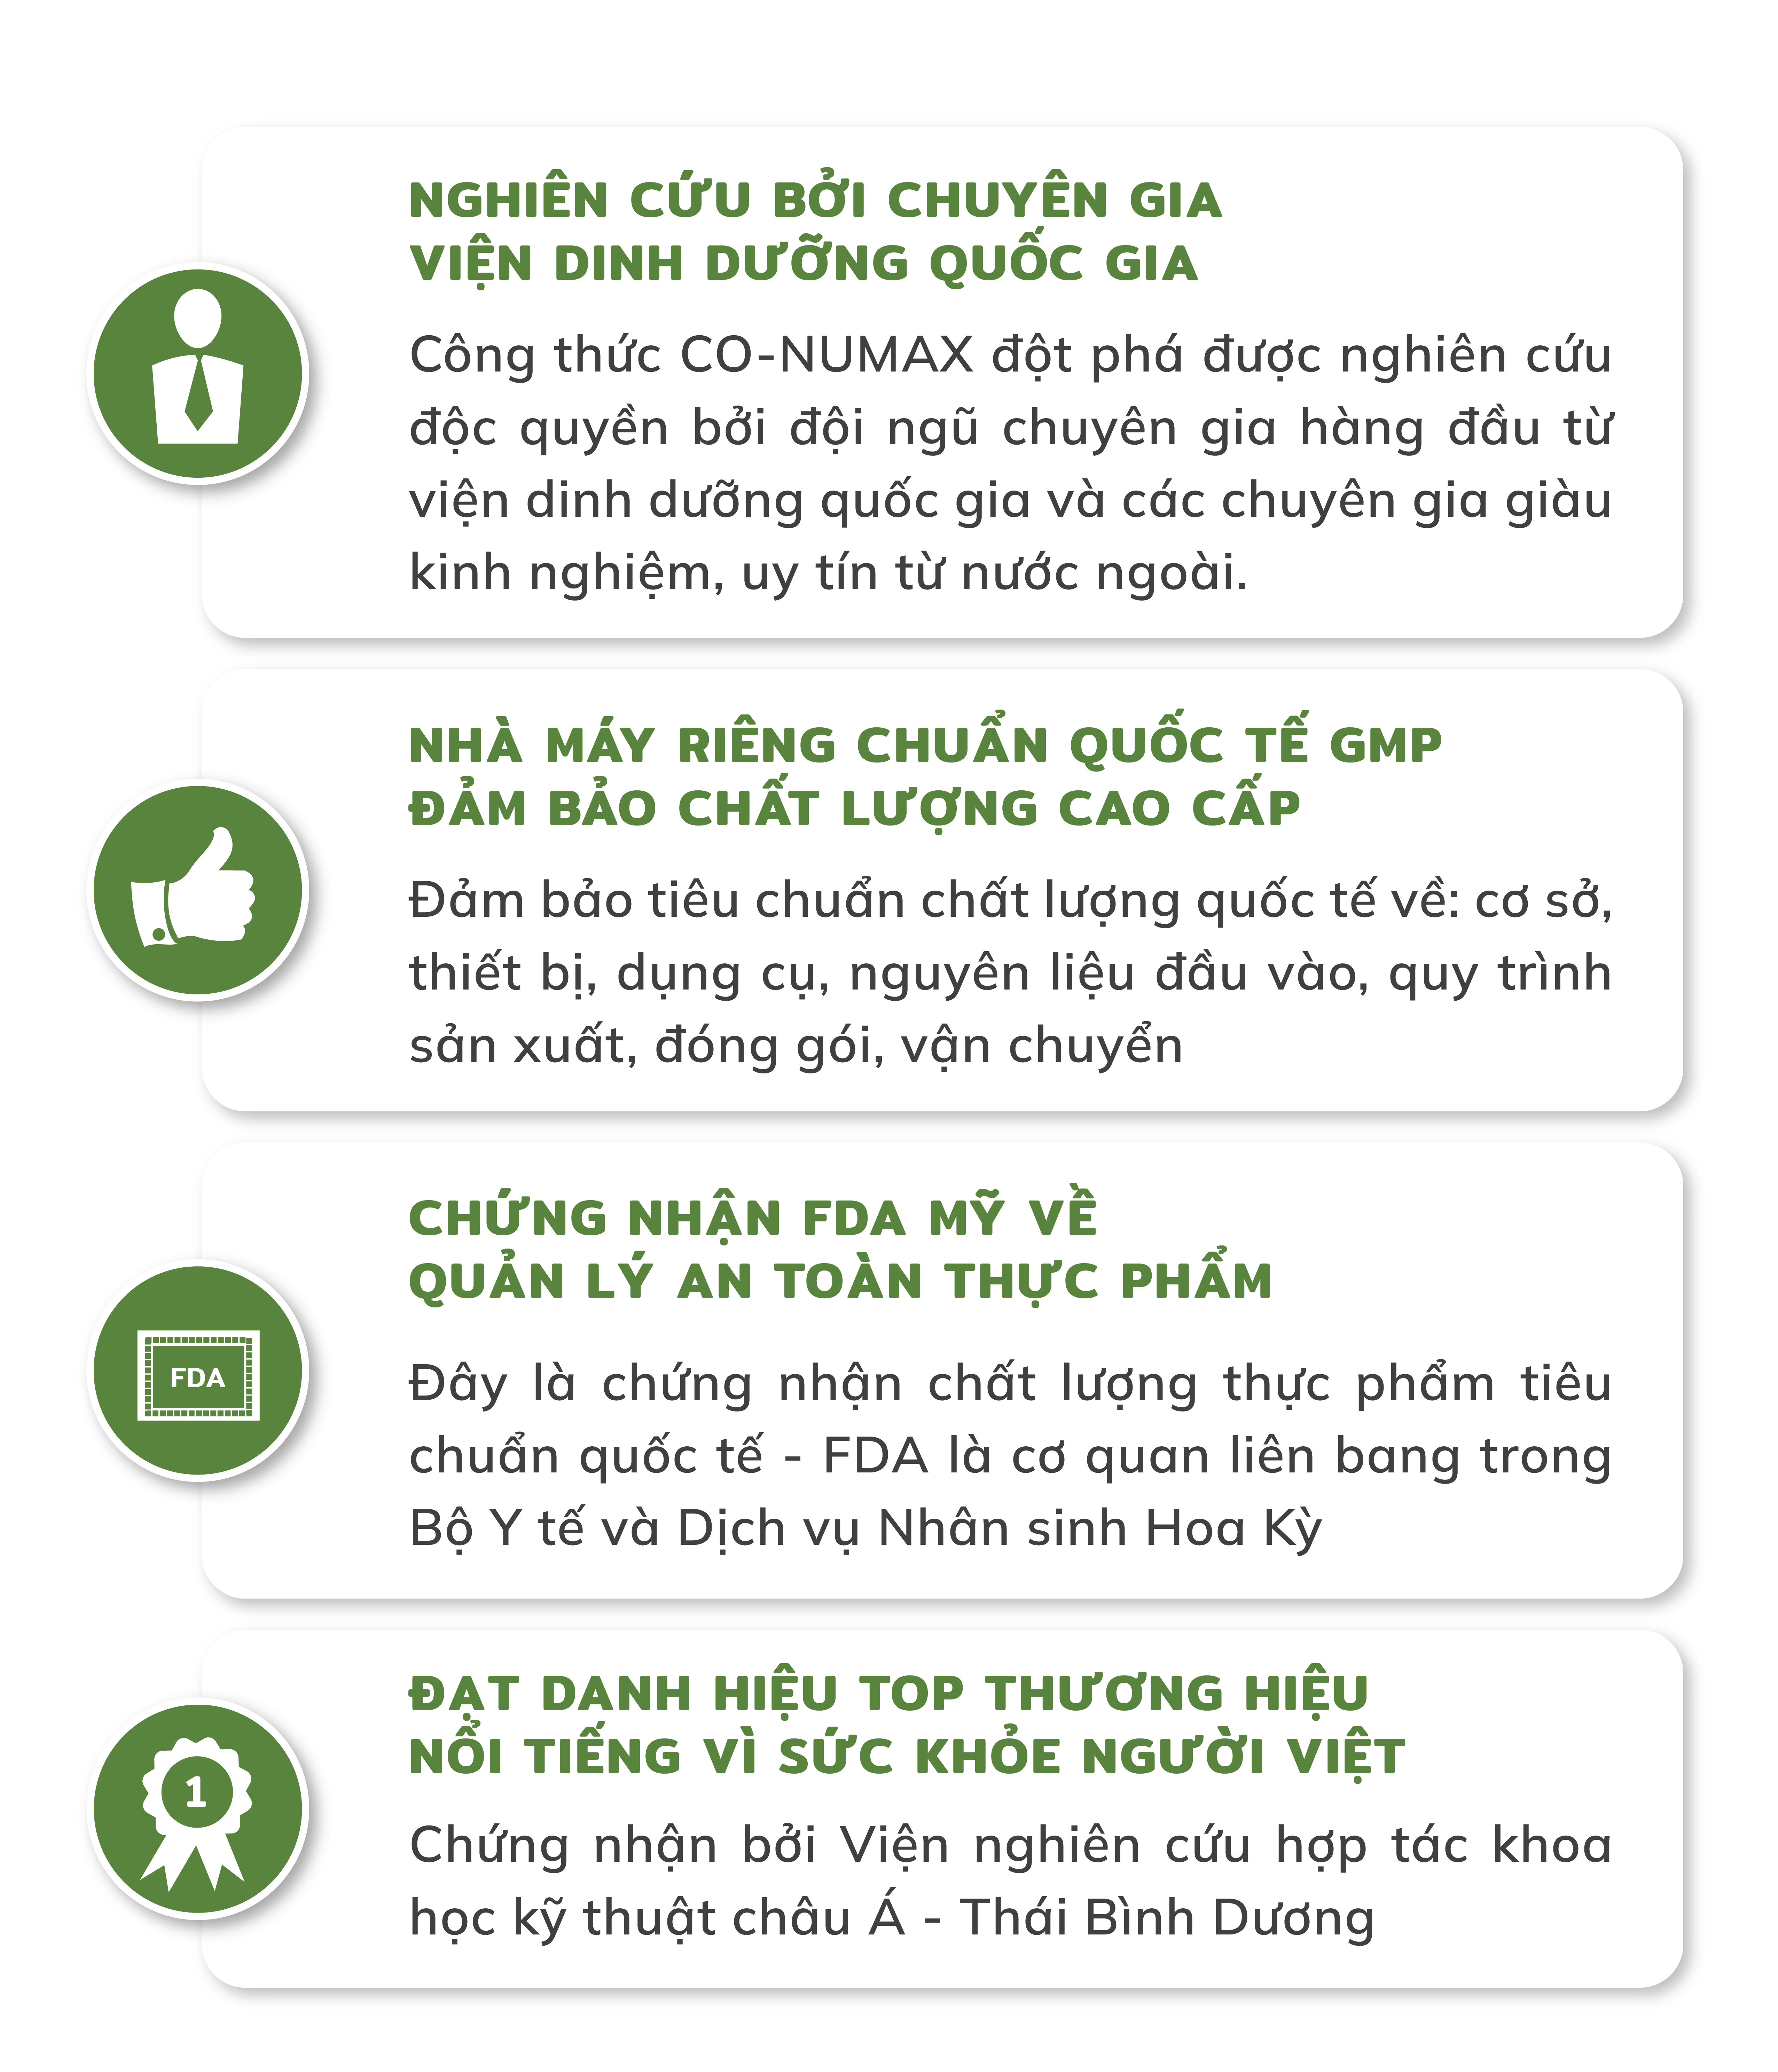 NGHIÊN CỨU BỞI CHUYÊN GIA
VIỆN DINH DƯỠNG QUỐC GIA
Công thức CO-NUMAX đột phá được nghiên cứu
độc quyền bởi đội ngũ chuyên gia hàng đầu từ
viện dinh dưỡng quốc gia và các chuyên gia giàu
kinh nghiệm, uy tín từ nước ngoài.
NHÀ MÁY RIÊNG CHUẨN QUỐC TẾ GMP
ĐẢM BẢO CHẤT LƯỢNG CAO CẤP
Đảm bảo tiêu chuẩn chất lượng quốc tế về: cơ sở,
thiết bị, dụng cụ, nguyên liệu đầu vào, quy trình
sản xuất, đóng gói, vận chuyển
CHỨNG NHẬN FDA MỸ VỀ
QUẢN LÝ AN TOÀN THỰC PHẨM
FDA
Đây là chứng nhận chất lượng thực phẩm tiêu
chuẩn quốc tế - FDA là cơ quan liên bang trong
Bộ Y tế và Dịch vụ Nhân sinh Hoa Kỳ
ĐẠT DANH HIỆU TOP THƯƠNG HIỆU
NỔI TIẾNG VÌ SỨC KHỎE NGƯỜI VIỆT
1
Chứng nhận bởi Viện nghiên cứu hợp tác khoa
học kỹ thuật châu Á - Thái Bình Dương